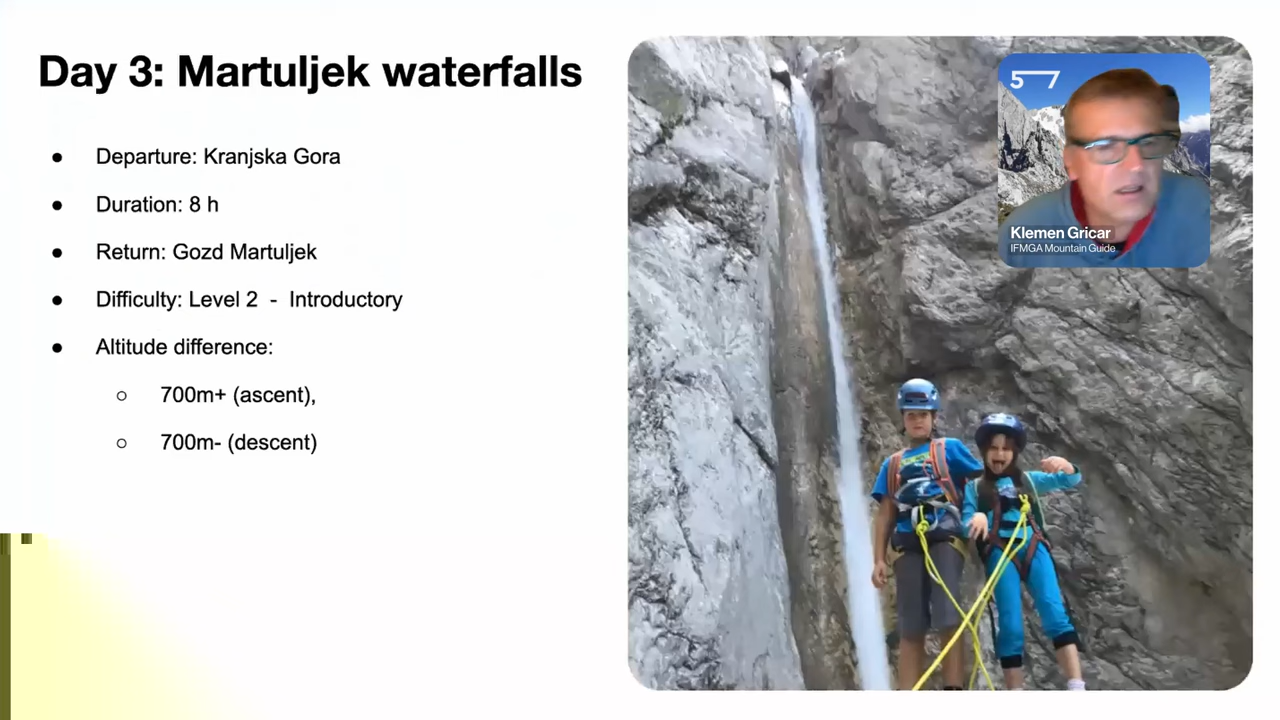 Day 3: Martuljek waterfalls
● Departure: Kranjska Gora
● Duration: 8 h
● Return: Gozd Martuljek
● Difficulty: Level 2 - Introductory
● Altitude difference:
○ 700m+ (ascent),
○ 700m- (descent)
57
Klemen Gricar
IFMGA Mountain Guide